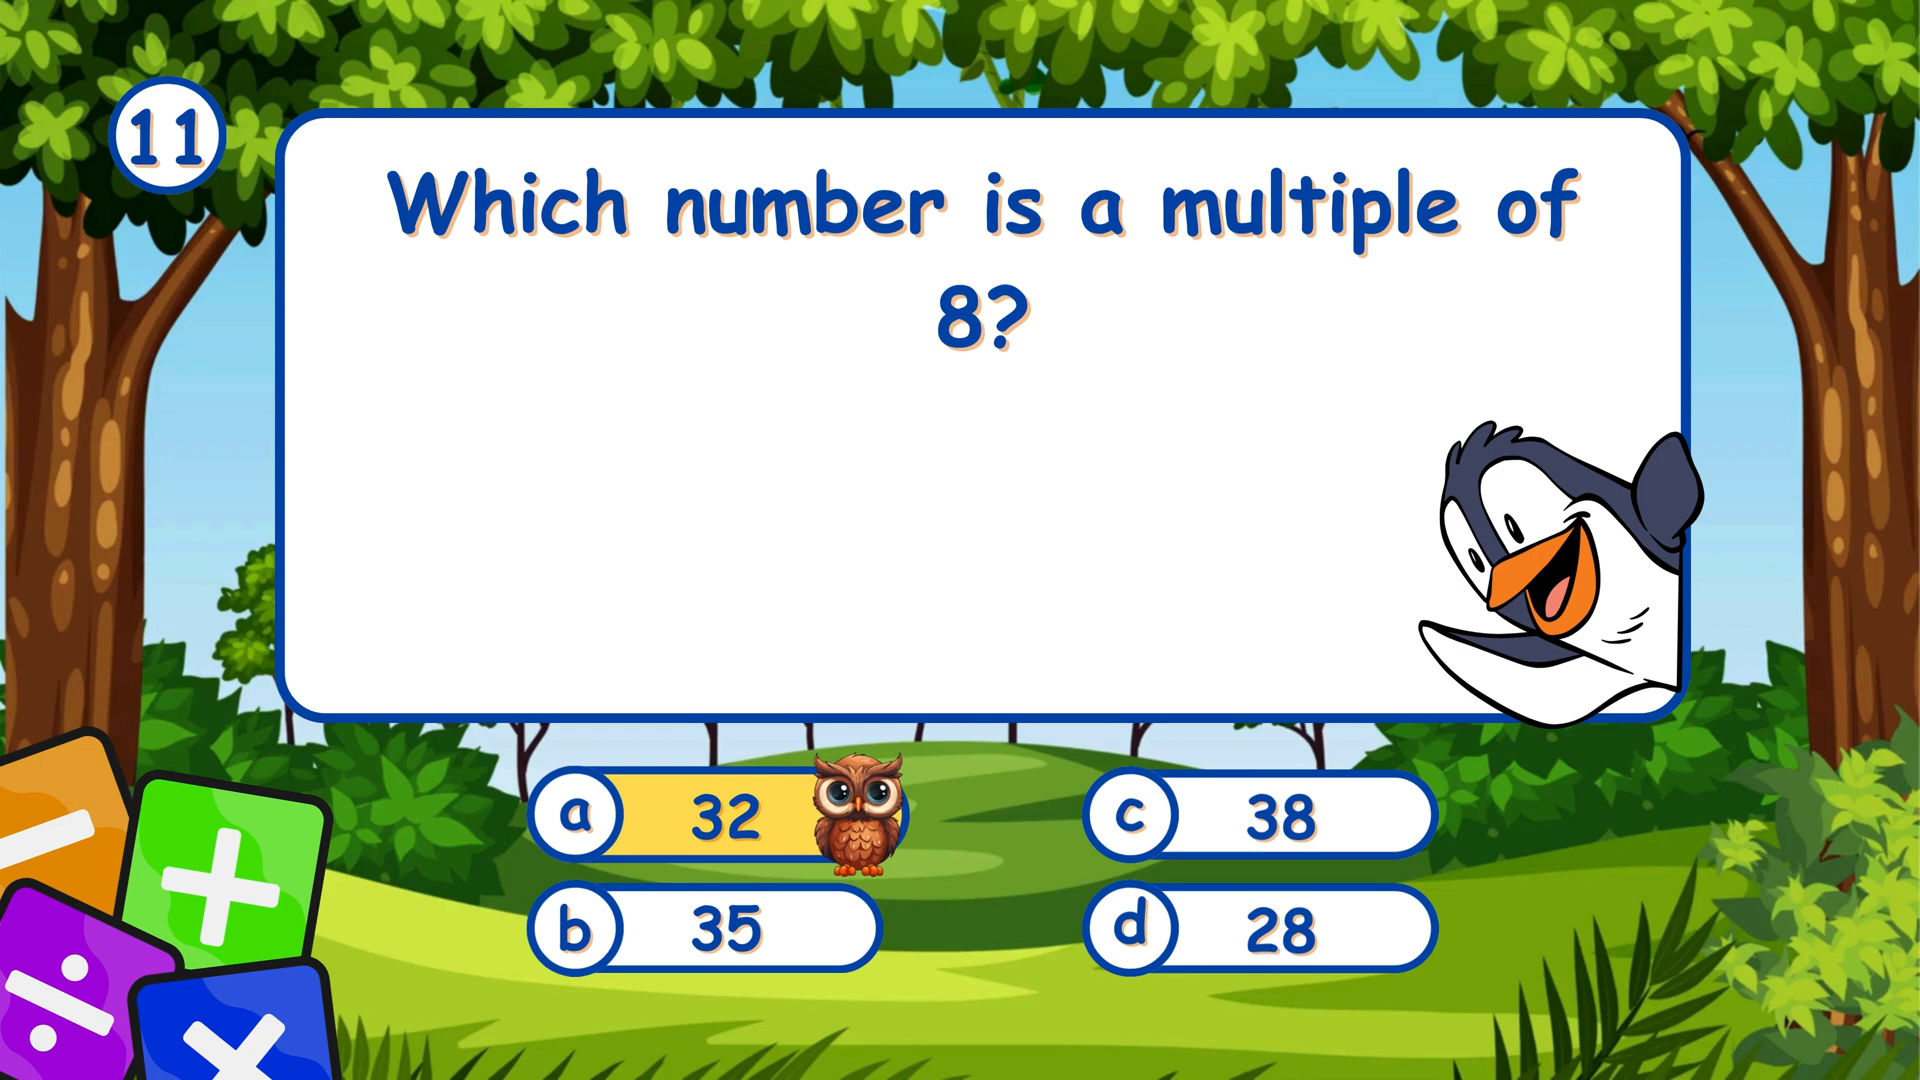 11
Which number is a multiple of
8?
a 32
c 38
b 35
d 28